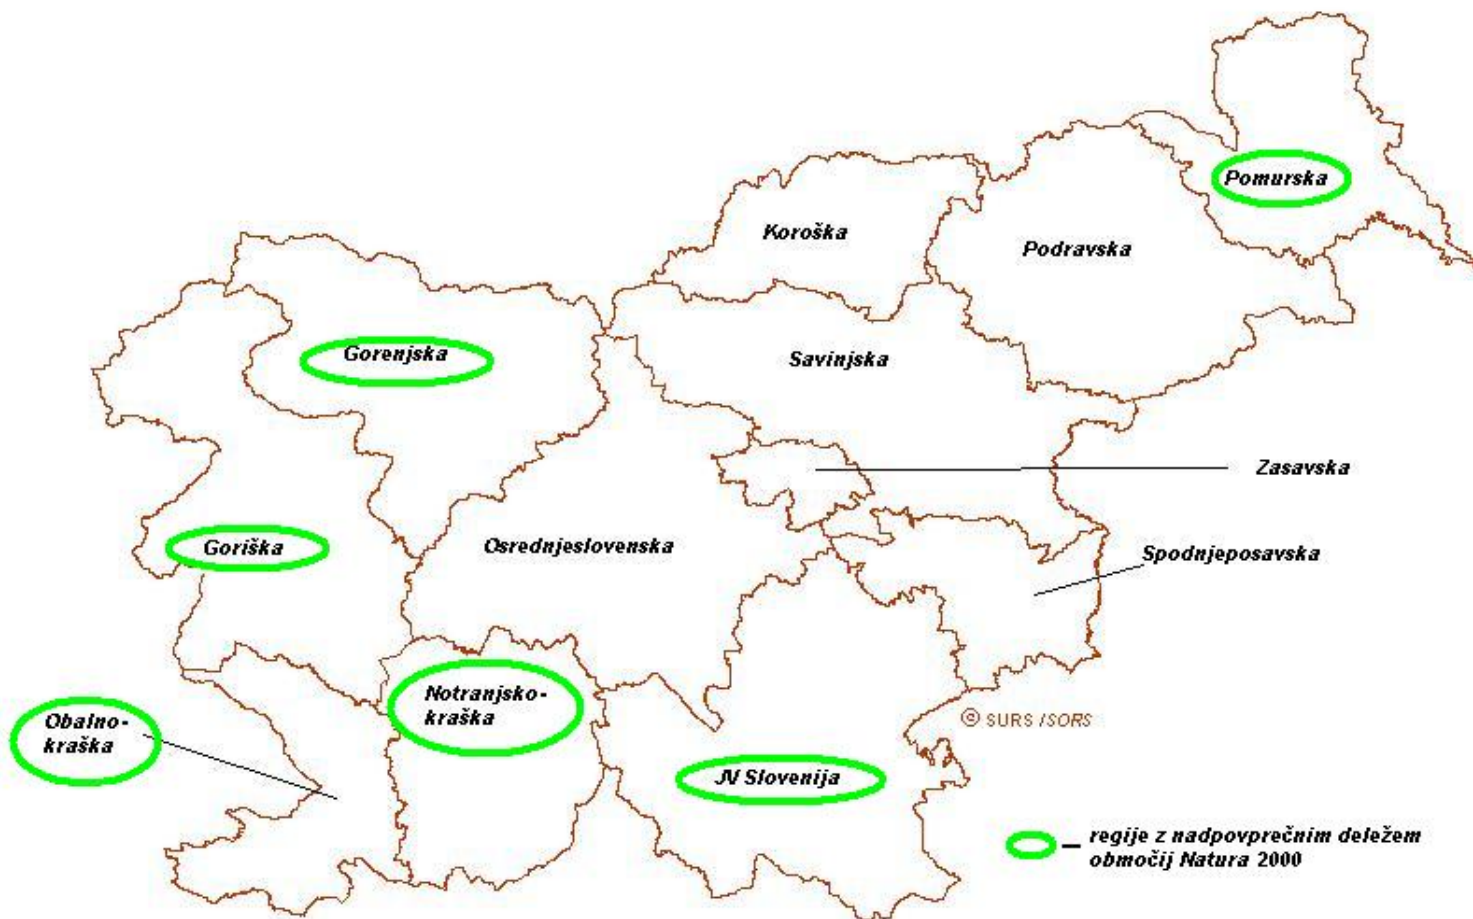 Pomurska
Koroška
Podravska
Gorenjska
Savinjska
Zasavska
Goriška
Osrednjeslovenska
Spodnjeposavska
Notranjsko-
kraška
Obalno-
kraška
© SURS /SORS
JV Slovenija
– regije z nadpovprečnim deležem
območij Natura 2000